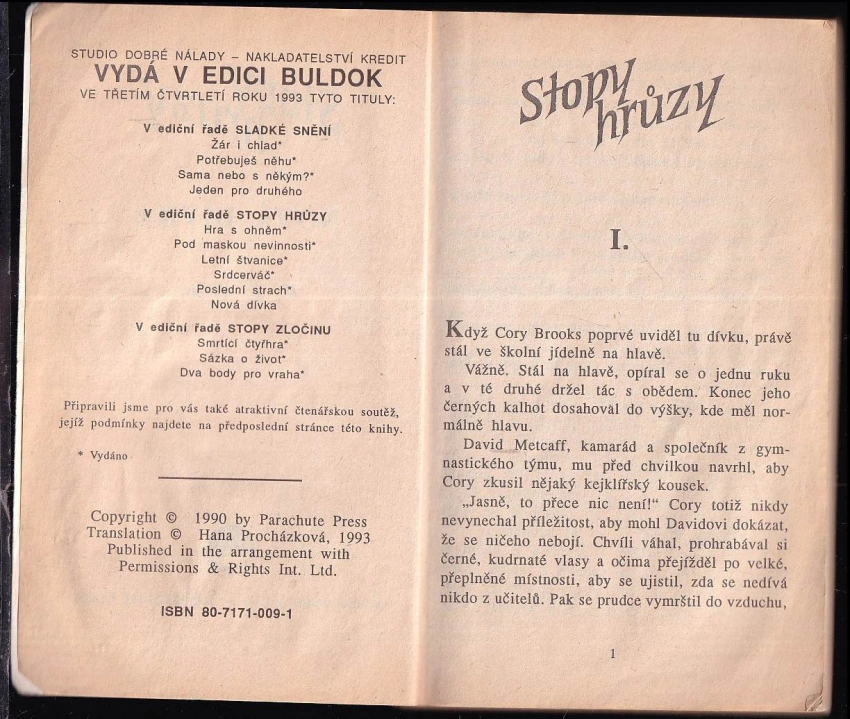 STUDIO DOBRÉ NÁLADY – NAKLADATELSTVÍ KREDIT
VYDÁ V EDICI BULDOK
VE TŘETÍM ČTVRTLETÍ ROKU 1993 TYTO TITULY:
V ediční řadě SLADKÉ SNĚNÍ
Žár i chlad*
Potřebuješ něhu*
Sama nebo s někým?*
Jeden pro druhého
V ediční řadě STOPY HRŮZY
Hra s ohněm*
Pod maskou nevinnosti*
Letní štvanice*
Srdcerváč*
Poslední strach*
Nová dívka
V ediční řadě STOPY ZLOČINU
Smrtící čtyřhra*
Sázka o život*
Dva body pro vraha*
Připravili jsme pro vás také atraktivní čtenářskou soutěž,
jejíž podmínky najdete na předposlední stránce této knihy.
* Vydáno
Copyright © 1990 by Parachute Press
Translation © Hana Procházková, 1993
Published in the arrangement with
Permissions & Rights Int. Ltd.
ISBN 80-7171-009-1
Stopy
hrůzy
I.
Když Cory Brooks poprvé uviděl tu dívku, právě
stál ve školní jídelně na hlavě.
Vážně. Stál na hlavě, opíral se o jednu ruku
a v té druhé držel tác s obědem. Konec jeho
černých kalhot dosahoval do výšky, kde měl nor-
málně hlavu.
David Metcaff, kamarád a společník z gym-
nastického týmu, mu před chvilkou navrhl, aby
Cory zkusil nějaký kejklířský kousek.
„Jasně, to přece nic není!“ Cory totiž nikdy
nevynechal příležitost, aby mohl Davidovi dokázat,
že se ničeho nebojí. Chvíli váhal, prohrabával si
černé, kudrnaté vlasy a očima přejížděl po velké,
přeplněné místnosti, aby se ujistil, zda se nedívá
nikdo z učitelů. Pak se prudce vymrštil do vzduchu,
1